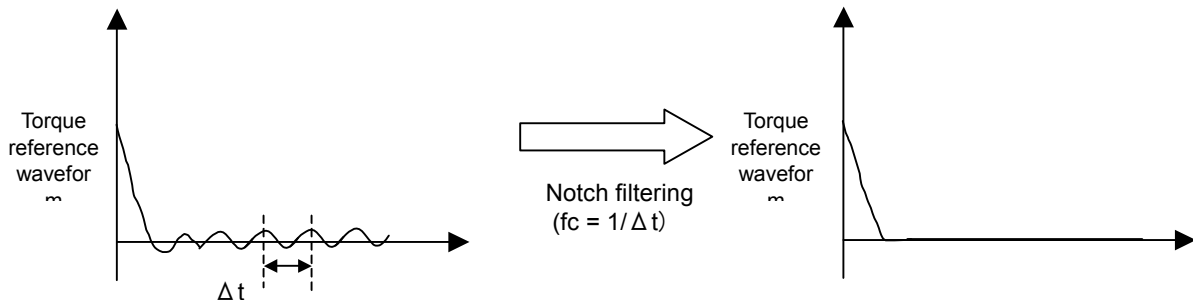 Torque
reference
wavefor
m
Δt
Notch filtering
(fc = 1/Δt)
Torque
reference
wavefor
m